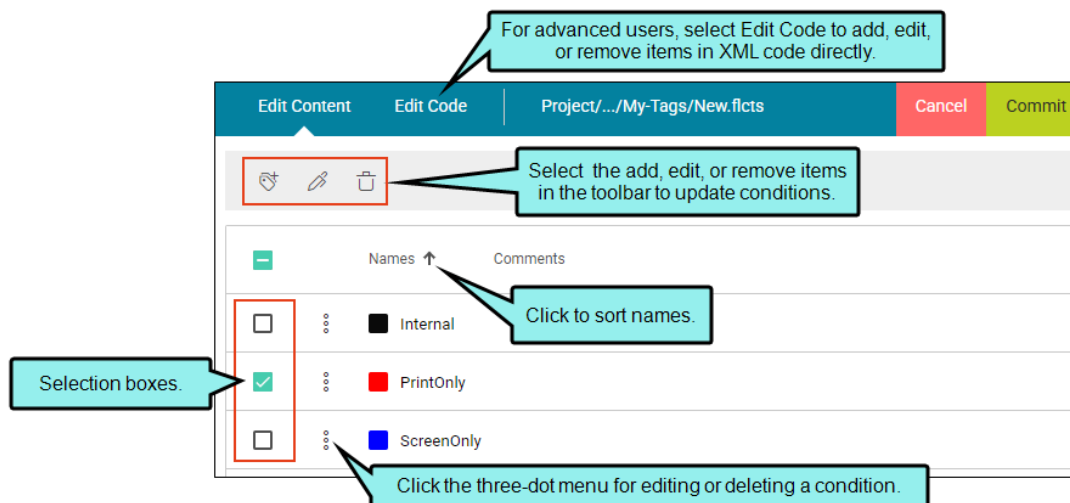 For advanced users, select Edit Code to add, edit,
or remove items in XML code directly.
Edit Content Edit Code Project/.../My-Tags/New.flcts Cancel Commit
Select the add, edit, or remove items
in the toolbar to update conditions.
Names Comments
Click to sort names.
Internal
Selection boxes.
PrintOnly
ScreenOnly
Click the three-dot menu for editing or deleting a condition.